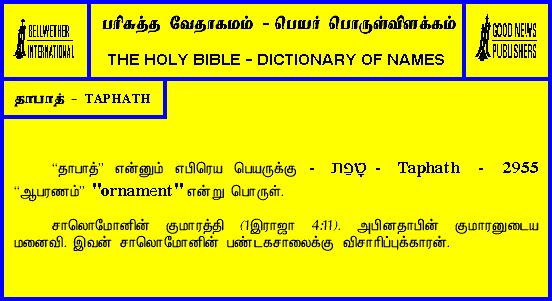 BELLWETHER
INTERNATIONAL
பரிசுத்த வேதாகமம் - பெயர் பொருள்விளக்கம்
THE HOLY BIBLE - DICTIONARY OF NAMES
GOOD NEWS
PUBLISHERS
தாபாத் - TAPHATH
“தாபாத்” என்னும் எபிரெய பெயருக்கு - טָפַת - Taphath - 2955
“ஆபரணம்” "ornament" என்று பொருள்.
சாலொமோனின் குமாரத்தி (1இராஜா 4:11). அபினதாபின் குமாரனுடைய
மனைவி. இவன் சாலொமோனின் பண்டகசாலைக்கு விசாரிப்புக்காரன்.